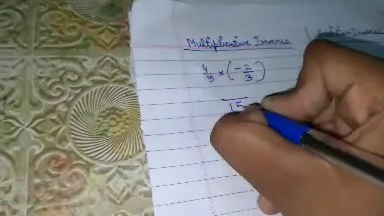 Multiplicative Inverse
4/5 × (-2/3)
15